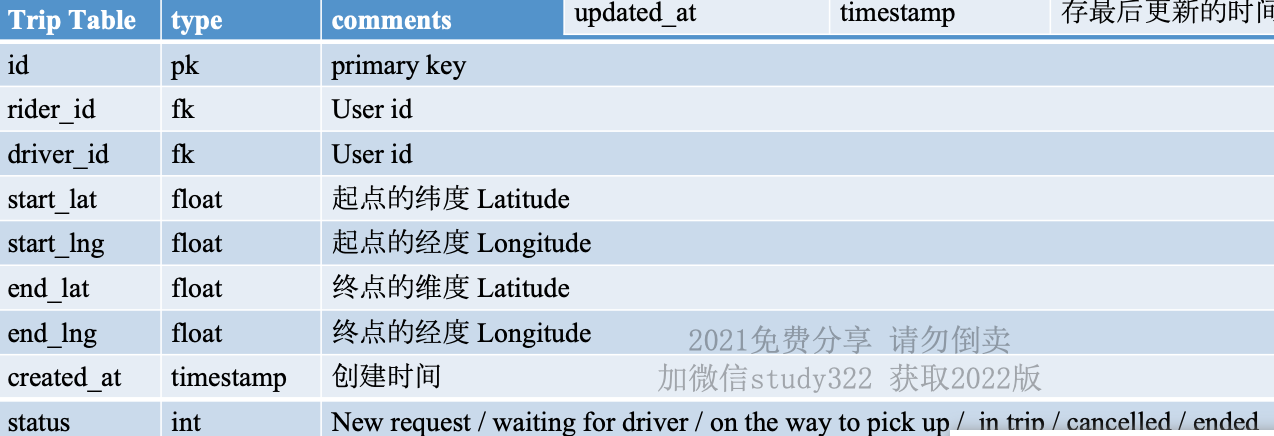 Trip Table type comments
updated_at timestamp 存最后更新的时间
id pk primary key
rider_id fk User id
driver_id fk User id
start_lat float 起点的纬度 Latitude
start_lng float 起点的经度 Longitude
end_lat float 终点的维度 Latitude
end_lng float 终点的经度 Longitude
2021免费分享 请勿倒卖
created_at timestamp 创建时间
加微信study322 获取2022版
status int New request / waiting for driver / on the way to pick up / in trip / cancelled / ended